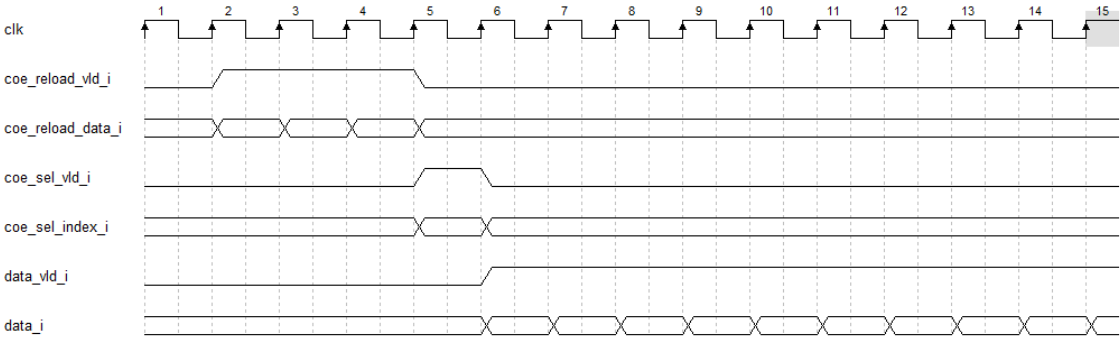 1 2 3 4 5 6 7 8 9 10 11 12 13 14 15
clk
coe_reload_vld_i
coe_reload_data_i
coe_sel_vld_i
coe_sel_index_i
data_vld_i
data_i